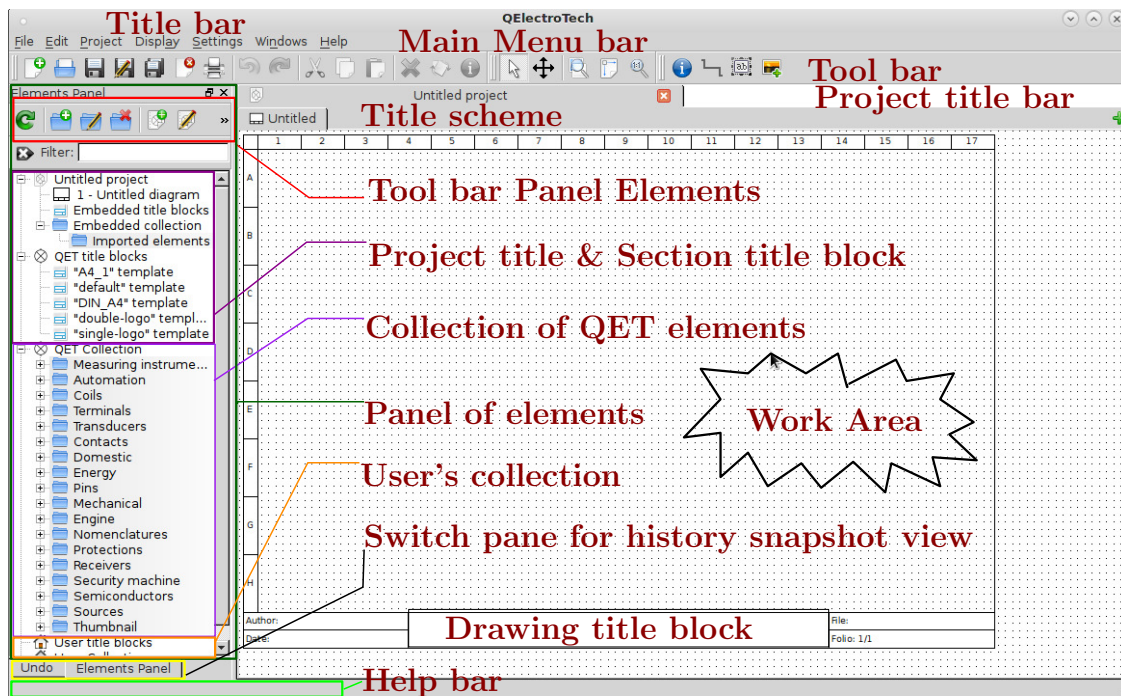 QElectroTech
Title bar
File Edit Project Display Settings Windows Help
Main Menu bar
Tool bar
Elements Panel
Untitled project
Project title bar
Untitled
Title scheme
»
Filter:
1 2 3 4 5 6 7 8 9 10 11 12 13 14 15 16 17
A
B
C
D
E
F
G
H
Untitled project
1 - Untitled diagram
Embedded title blocks
Embedded collection
Imported elements
QET title blocks
"A4_1" template
"default" template
"DIN_A4" template
"double-logo" templ...
"single-logo" template
QET Collection
Measuring instrume...
Automation
Coils
Terminals
Transducers
Contacts
Domestic
Energy
Pins
Mechanical
Engine
Nomenclatures
Protections
Receivers
Security machine
Semiconductors
Sources
Thumbnail
User title blocks
Undo
Elements Panel
Tool bar Panel Elements
Project title & Section title block
Collection of QET elements
Panel of elements
Work Area
User's collection
Switch pane for history snapshot view
Author:
Date:
Drawing title block
File:
Folio: 1/1
Help bar